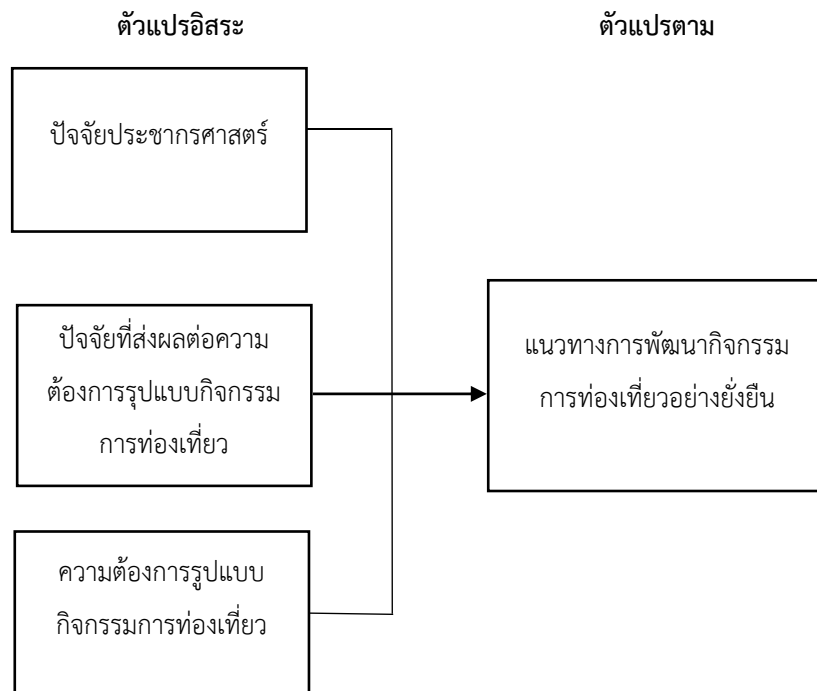 ตัวแปรอิสระ
ตัวแปรตาม
ปัจจัยประชากรศาสตร์
ปัจจัยที่ส่งผลต่อความ
ต้องการรุปแบบกิจกรรม
การท่องเที่ยว
แนวทางการพัฒนากิจกรรม
การท่องเที่ยวอย่างยั่งยืน
ความต้องการรูปแบบ
กิจกรรมการท่องเที่ยว